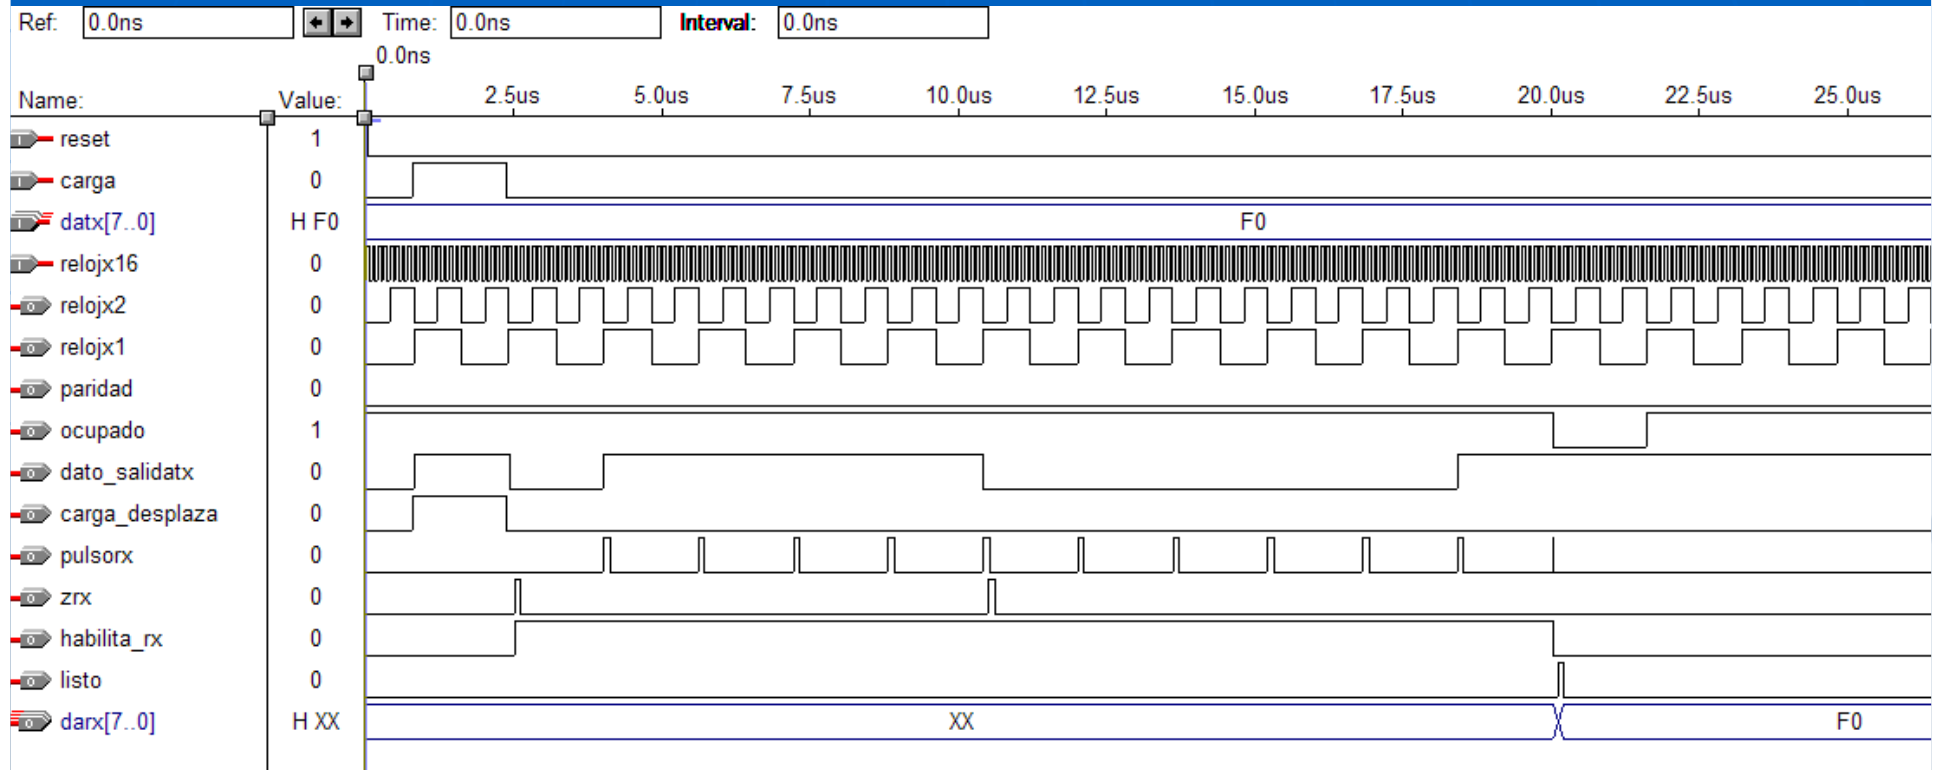 Ref: 0.0ns Time: 0.0ns Interval: 0.0ns
0.0ns
Name: Value: 2.5us 5.0us 7.5us 10.0us 12.5us 15.0us 17.5us 20.0us 22.5us 25.0us
reset 1
carga 0
datx[7..0] H F0 F0
relojx16 0
relojx2 0
relojx1 0
paridad 0
ocupado 1
dato_salidatx 0
carga_desplaza 0
pulsorx 0
zrx 0
habilita_rx 0
listo 0
darx[7..0] H XX XX F0